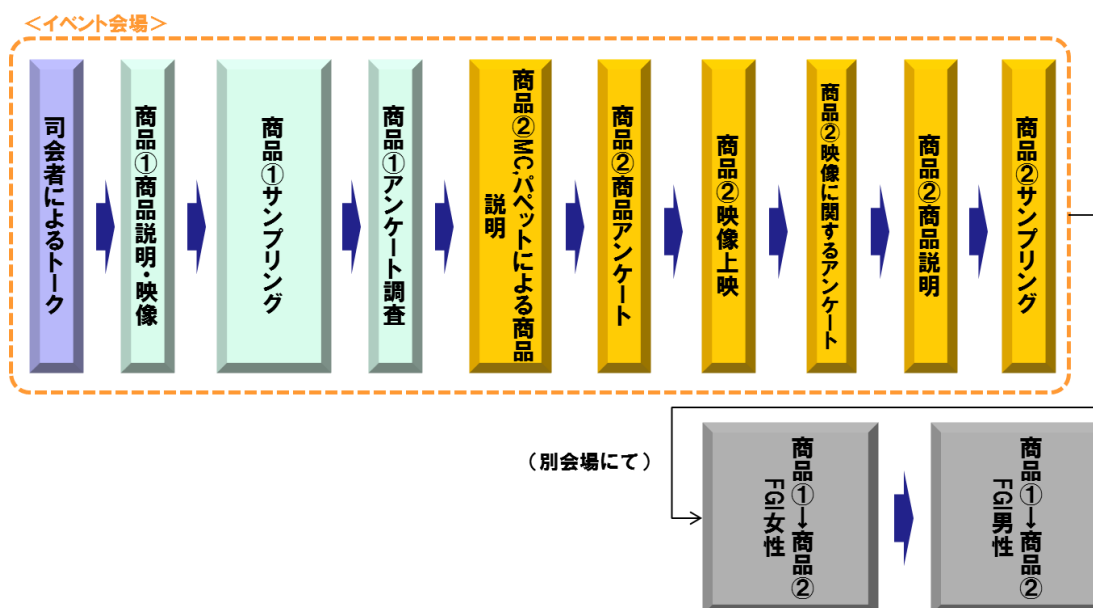 ＜イベント会場＞
司会者によるトーク
商品①商品説明・映像
商品①サンプリング
商品①アンケート調査
商品②MC,パペットによる商品
説明
商品②商品アンケート
商品②映像上映
商品②映像に関するアンケート
商品②商品説明
商品②サンプリング
（別会場にて）
商品①→商品②
FGI女性
商品①→商品②
FGI男性